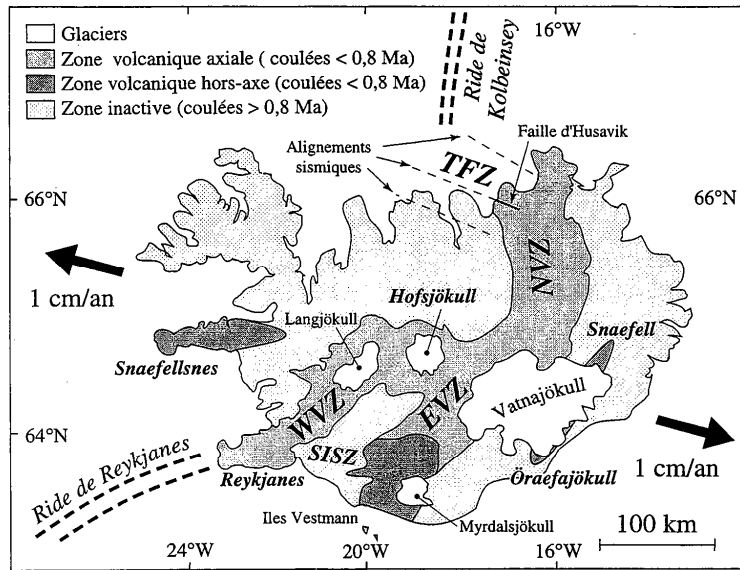 Glaciers
Zone volcanique axiale ( coulées < 0,8 Ma)
Zone volcanique hors-axe (coulées < 0,8 Ma)
Zone inactive (coulées > 0,8 Ma)
16°W
Ride de
Kolbeinsey
Faille d'Husavik
Alignements
sismiques
TFZ
66°N
66°N
1 cm/an
NVZ
Hofsjökull
Langjökull
Snaefell
Snaefellsnes
WVZ
EVZ
Vatnajökull
64°N
SISZ
Ride de Reykjanes
Reykjanes
Öraefajökull
1 cm/an
Iles Vestmann
Myrdalsjökull
100 km
24°W
20°W
16°W